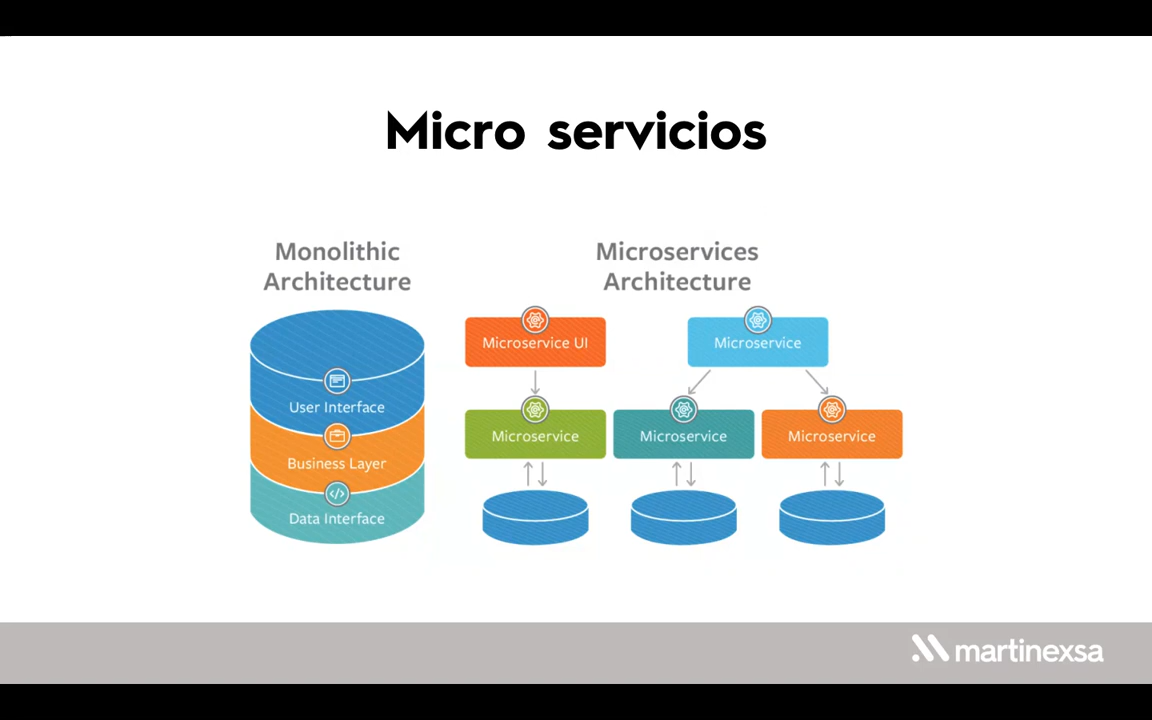 Micro servicios
Monolithic
Architecture
User Interface
Business Layer
Data Interface
Microservices
Architecture
Microservice UI
Microservice
Microservice
Microservice
Microservice
martinexsa